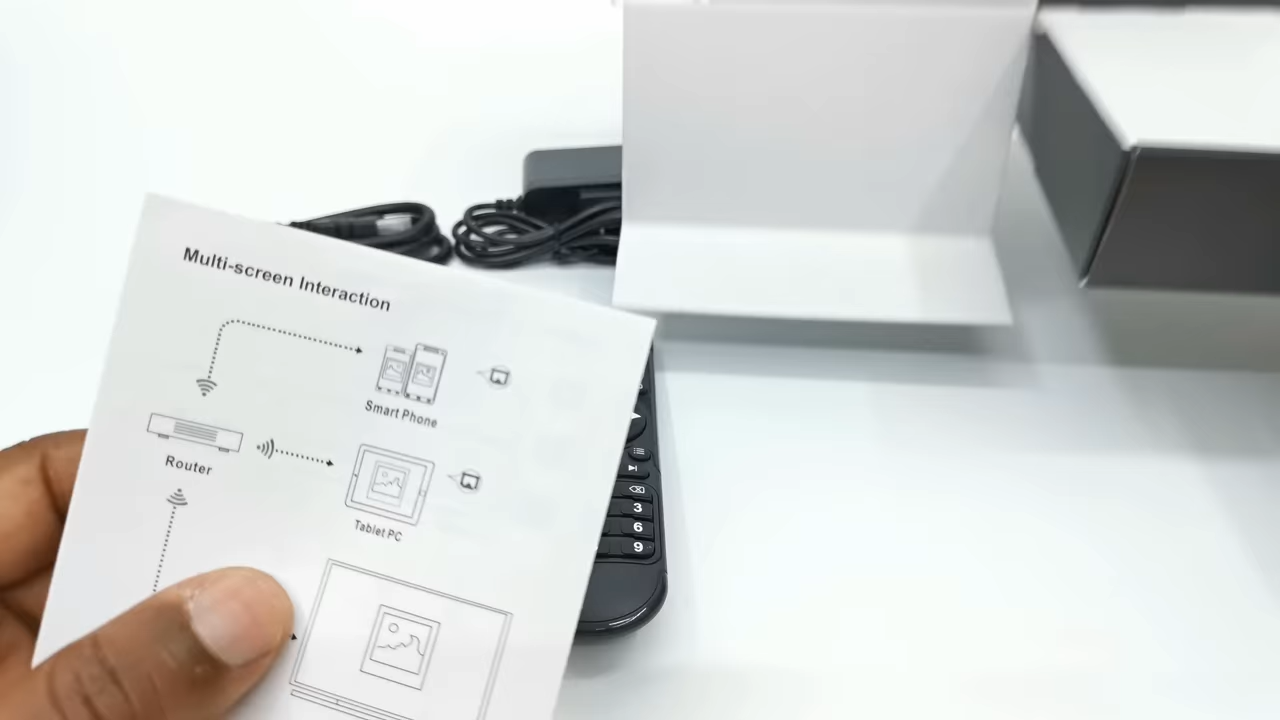 Multi-screen Interaction
Smart Phone
Router
Tablet PC
3
6
9